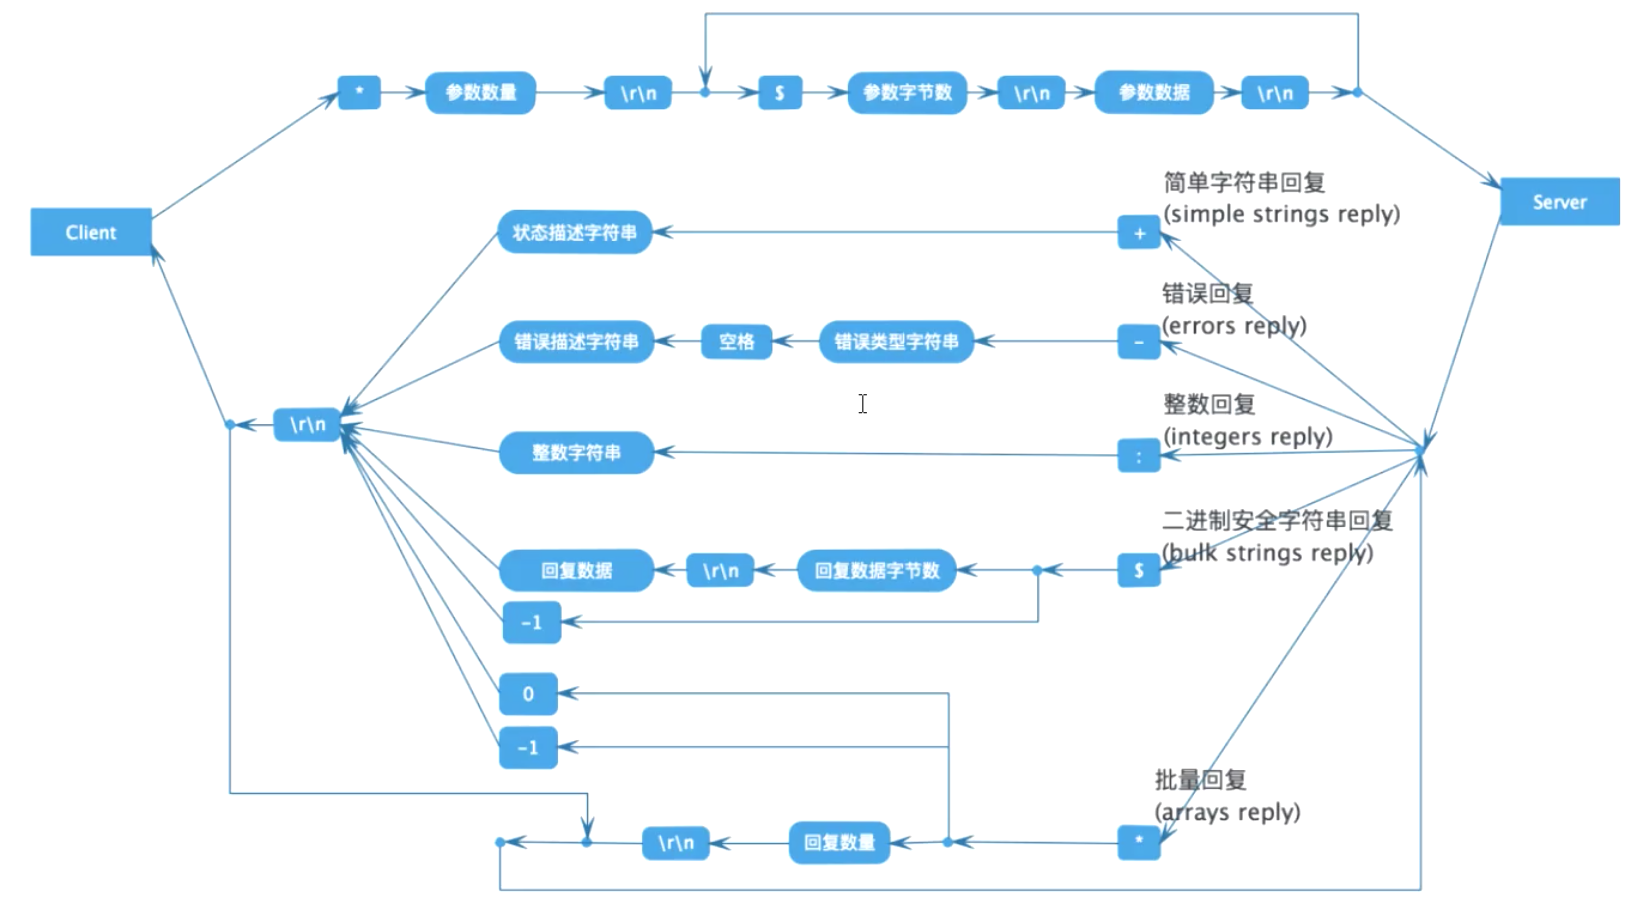 *
参数数量
\r\n
$
参数字节数
\r\n
参数数据
\r\n
Client
Server
简单字符串回复
(simple strings reply)
状态描述字符串
+
错误回复
(errors reply)
错误描述字符串
空格
错误类型字符串
-
整数回复
(integers reply)
\r\n
整数字符串
:
二进制安全字符串回复
(bulk strings reply)
回复数据
\r\n
回复数据字节数
$
-1
0
-1
批量回复
(arrays reply)
\r\n
回复数量
*